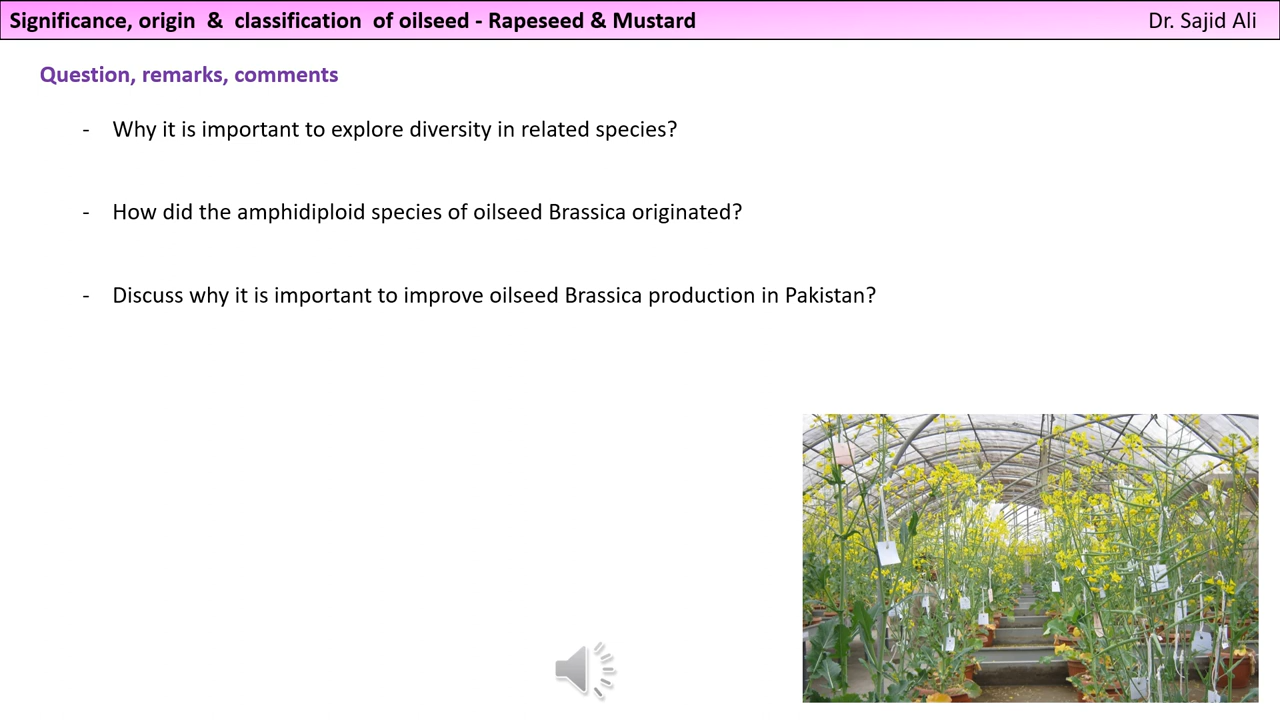 Significance, origin & classification of oilseed - Rapeseed & Mustard Dr. Sajid Ali
Question, remarks, comments
- Why it is important to explore diversity in related species?
- How did the amphidiploid species of oilseed Brassica originated?
- Discuss why it is important to improve oilseed Brassica production in Pakistan?